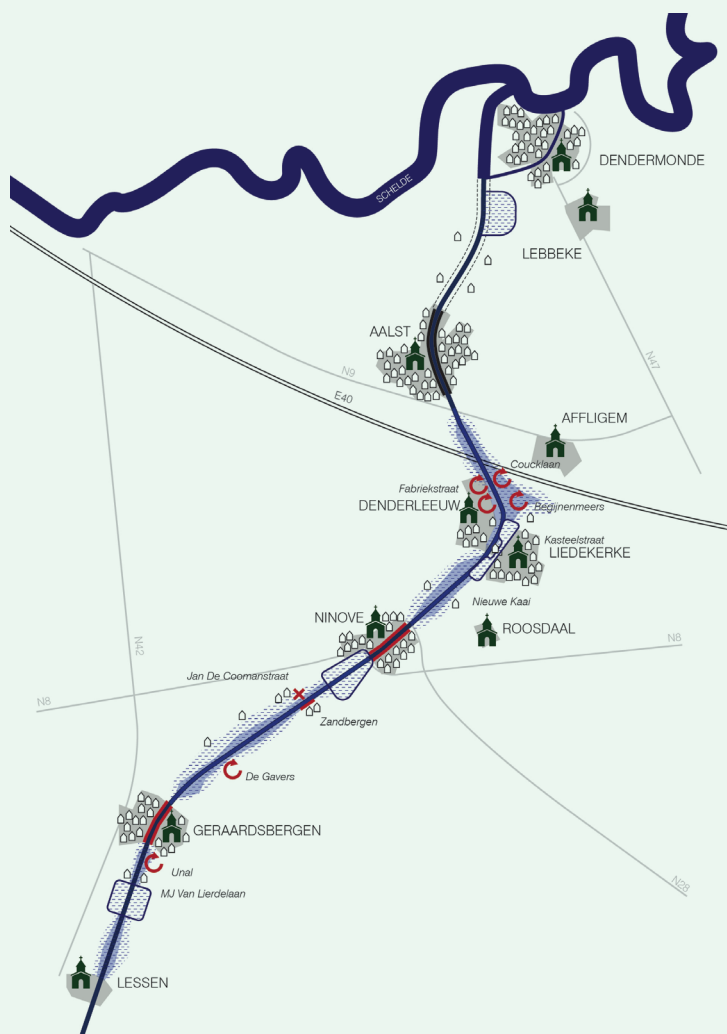 DENDERMONDE
SCHELDE
LEBBEKE
AALST
N9
N47
E40
AFFLIGEM
Coucklaan
Fabriekstraat
DENDERLEEUW
Begijnenmeers
Kasteelstraat
LIEDEKERKE
Nieuwe Kaai
NINOVE
ROOSDAAL
N42
N8
Jan De Coomanstraat
N8
Zandbergen
De Gavers
GERAARDSBERGEN
Unal
N28
MJ Van Lierdelaan
LESSEN